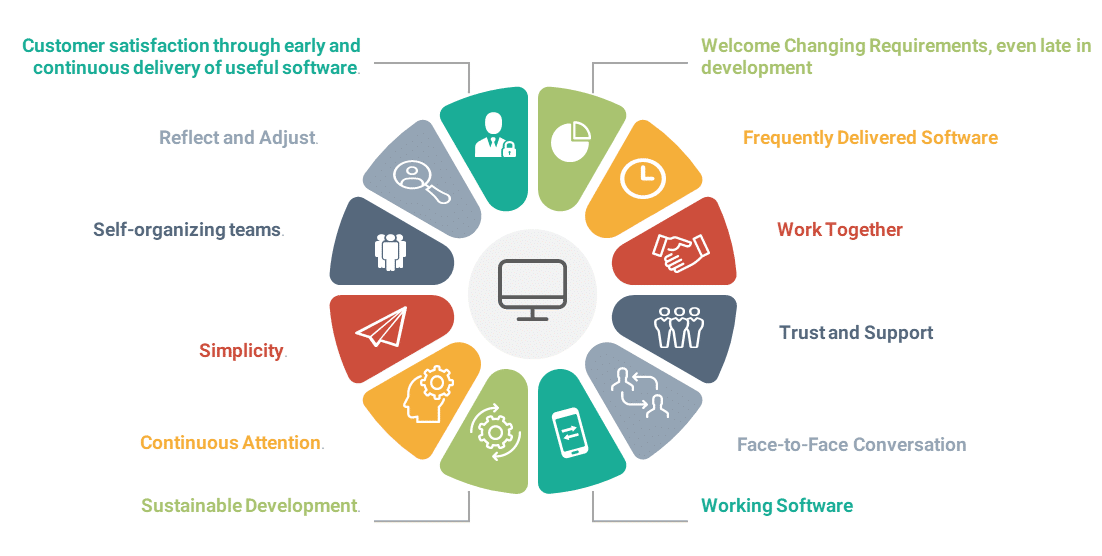 Customer satisfaction through early and
continuous delivery of useful software.
Welcome Changing Requirements, even late in
development
Reflect and Adjust.
Frequently Delivered Software
Self-organizing teams.
Work Together
Trust and Support
Simplicity.
Continuous Attention.
Face-to-Face Conversation
Sustainable Development.
Working Software